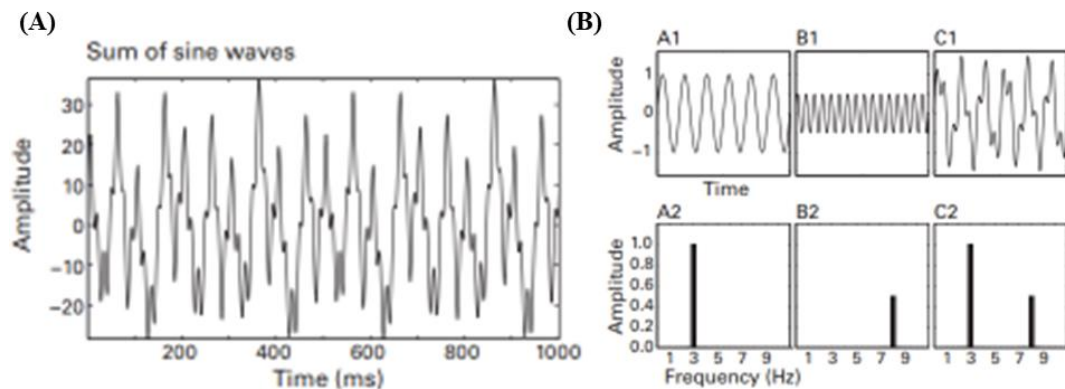 (A)
Sum of sine waves
Amplitude
30
20
10
0
−10
−20
200
400
600
800
1000
Time (ms)
(B)
A1
B1
C1
Amplitude
1
0
−1
Time
A2
B2
C2
Amplitude
1.0
0.8
0.6
0.4
0.2
0.0
1 3 5 7 9
1 3 5 7 9
1 3 5 7 9
Frequency (Hz)